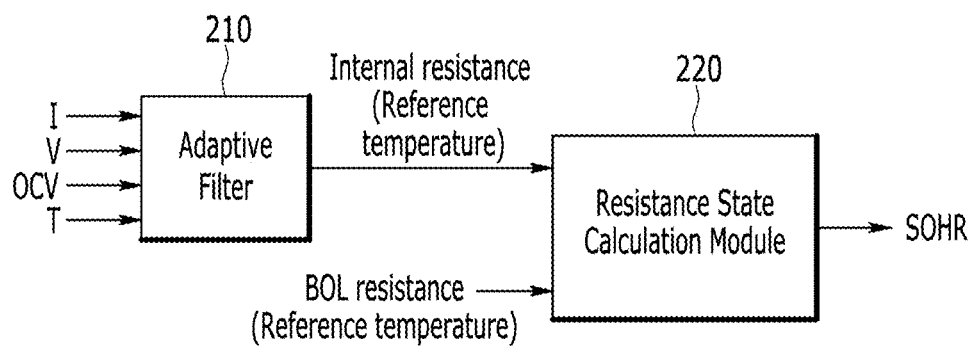 210
220
Internal resistance
(Reference
temperature)
I
V
OCV
T
Adaptive
Filter
Resistance State
Calculation Module
SOHR
BOL resistance
(Reference temperature)